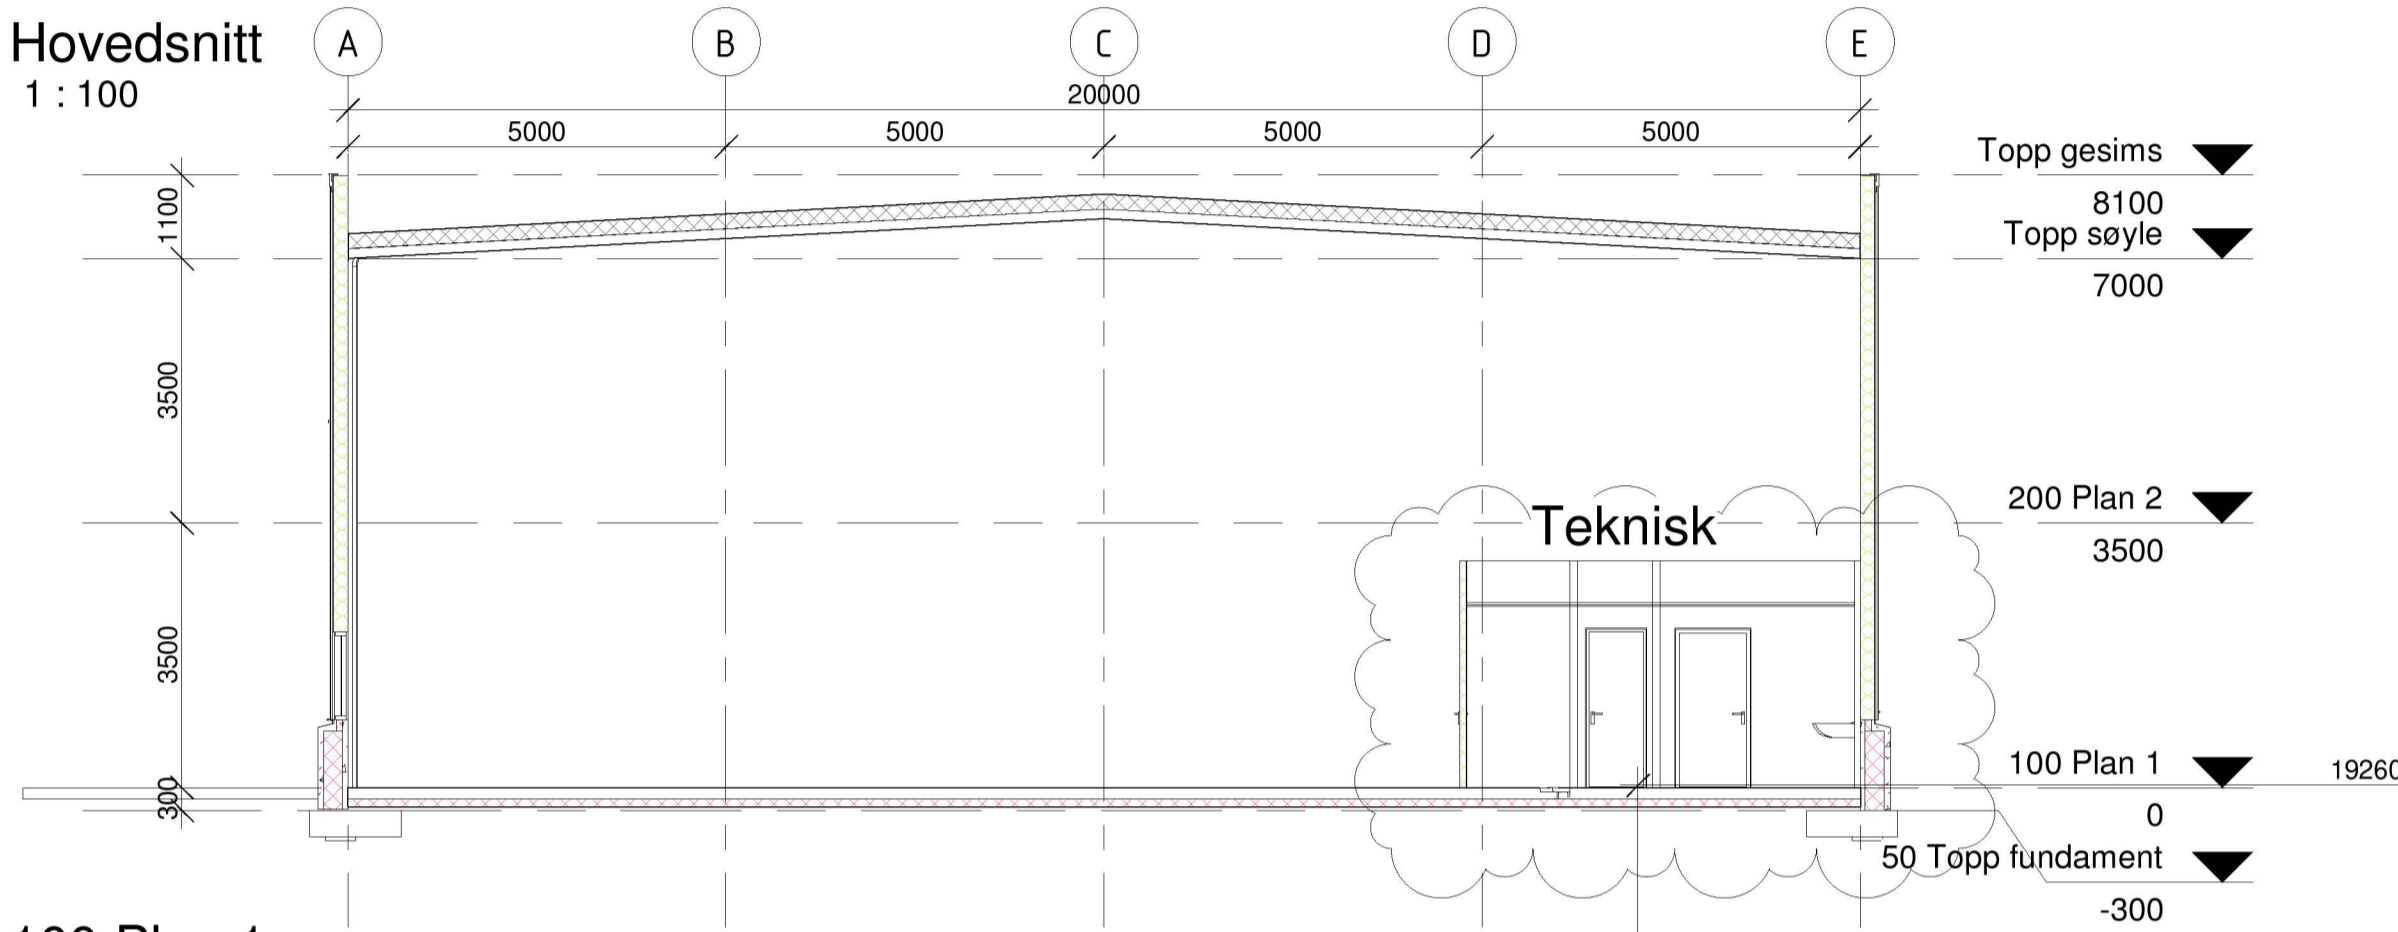 Hovedsnitt
1 : 100
A
B
C
D
E
20000
5000
5000
5000
5000
1100
3500
3500
300
Topp gesims
8100
Topp søyle
7000
200 Plan 2
3500
Teknisk
100 Plan 1
0
19260
50 Topp fundament
-300